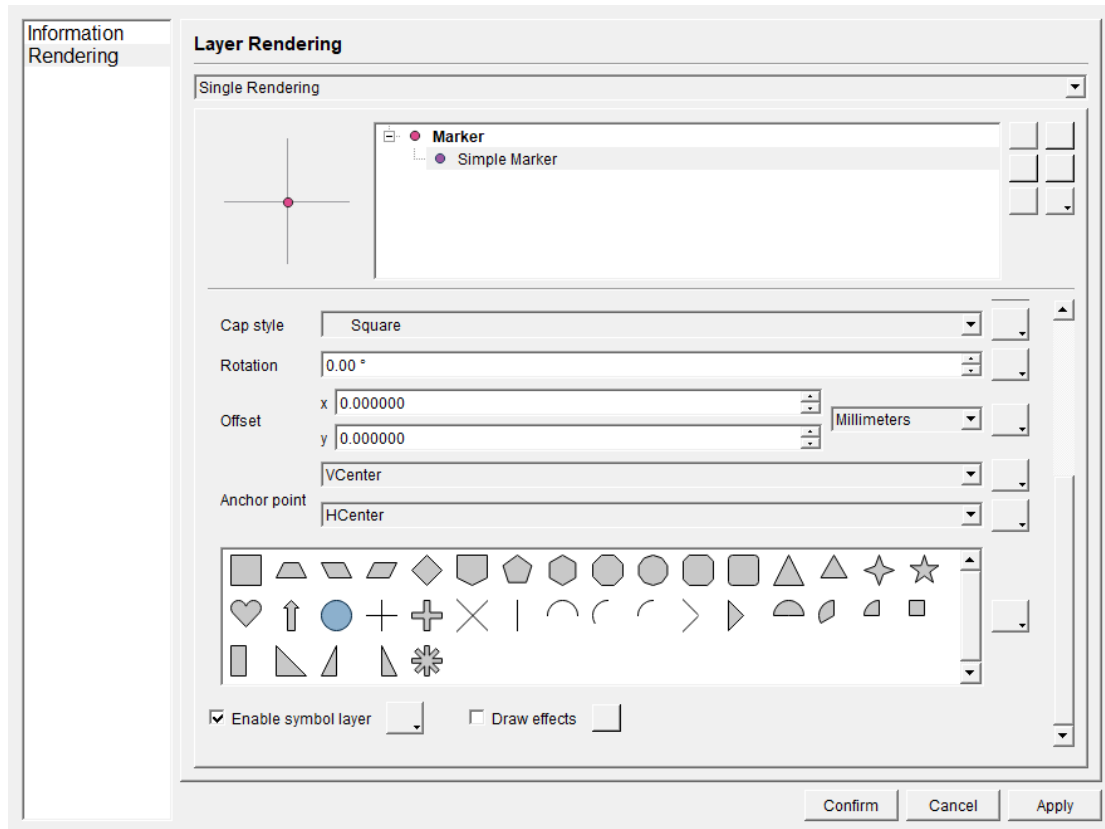 Information
Rendering
Layer Rendering
Single Rendering
Marker
Simple Marker
Cap style
Square
Rotation
0.00 °
Offset
x 0.000000
y 0.000000
Millimeters
Anchor point
VCenter
HCenter
Enable symbol layer
Draw effects
Confirm
Cancel
Apply